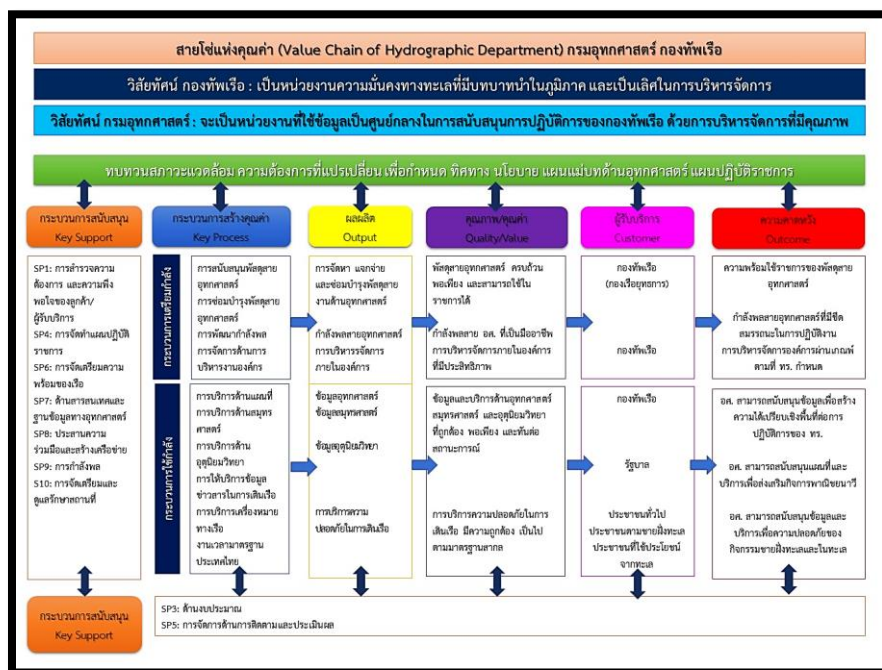 สายโซ่แห่งคุณค่า (Value Chain of Hydrographic Department) กรมอุทกศาสตร์ กองทัพเรือ
วิสัยทัศน์ กองทัพเรือ : เป็นหน่วยงานความมั่นคงทางทะเลที่มีบทบาทนำในภูมิภาค และเป็นเลิศในการบริหารจัดการ
วิสัยทัศน์ กรมอุทกศาสตร์ : จะเป็นหน่วยงานที่ใช้ข้อมูลเป็นศูนย์กลางในการสนับสนุนการปฏิบัติการของกองทัพเรือ ด้วยการบริหารจัดการที่มีคุณภาพ
ทบทวนสภาวะแวดล้อม ความต้องการที่แปรเปลี่ยน เพื่อกำหนด ทิศทาง นโยบาย แผนแม่บทด้านอุทกศาสตร์ แผนปฏิบัติราชการ
กระบวนการสนับสนุน
Key Support
กระบวนการสร้างคุณค่า
Key Process
ผลผลิต
Output
คุณภาพ/คุณค่า
Quality/Value
ผู้รับบริการ
Customer
ความคาดหวัง
Outcome
SP1: การสำรวจความ
ต้องการ และความพึง
พอใจของลูกค้า/
ผู้รับบริการ
SP4: การจัดทำแผนปฏิบัติ
ราชการ
SP6: การจัดเตรียมความ
พร้อมของเรือ
SP7: ด้านสารสนเทศและ
ฐานข้อมูลทางอุทกศาสตร์
SP8: ประสานความ
ร่วมมือและสร้างเครือข่าย
SP9: การกำลังพล
S10: การจัดเตรียมและ
ดูแลรักษาสถานที่
กระบวนการเตรียมกำลัง
การสนับสนุนพัสดุสาย
อุทกศาสตร์
การซ่อมบำรุงพัสดุสาย
อุทกศาสตร์
การพัฒนากำลังพล
การจัดการด้านการ
บริหารงานองค์กร
การจัดหา แจกจ่าย
และซ่อมบำรุงพัสดุสาย
งานด้านอุทกศาสตร์
กำลังพลสายอุทกศาสตร์
การบริหารจัดการ
ภายในองค์กร
พัสดุสายอุทกศาสตร์ ครบถ้วน
พอเพียง และสามารถใช้ใน
ราชการได้
กำลังพลสาย อศ. ที่เป็นมืออาชีพ
การบริหารจัดการภายในองค์การ
ที่มีประสิทธิภาพ
กองทัพเรือ
(กองเรือยุทธการ)
กองทัพเรือ
ความพร้อมใช้ราชการของพัสดุสาย
อุทกศาสตร์
กำลังพลสายอุทกศาสตร์ที่มีขีด
สมรรถนะในการปฏิบัติงาน
การบริหารจัดการองค์การผ่านเกณฑ์
ตามที่ ทร. กำหนด
กระบวนการใช้กำลัง
การบริการด้านแผนที่
การบริการด้านสมุทร
ศาสตร์
การบริการด้าน
อุตุนิยมวิทยา
การให้บริการข้อมูล
ข่าวสารในการเดินเรือ
การบริการเครื่องหมาย
ทางเรือ
งานเวลามาตรฐาน
ประเทศไทย
ข้อมูลอุทกศาสตร์
ข้อมูลสมุทรศาสตร์
ข้อมูลอุตุนิยมวิทยา
การบริการความ
ปลอดภัยในการเดินเรือ
ข้อมูลและบริการด้านอุทกศาสตร์
สมุทรศาสตร์ และอุตุนิยมวิทยา
ที่ถูกต้อง พอเพียง และทันต่อ
สถานะการณ์
การบริการความปลอดภัยในการ
เดินเรือ มีความถูกต้อง เป็นไป
ตามมาตรฐานสากล
กองทัพเรือ
รัฐบาล
ประชาชนทั่วไป
ประชาชนตามชายฝั่งทะเล
ประชาชนที่ใช้ประโยชน์
จากทะเล
อศ. สามารถสนับสนุนข้อมูลเพื่อสร้าง
ความได้เปรียบเชิงพื้นที่ต่อการ
ปฏิบัติการของ ทร.
อศ. สามารถสนับสนุนแผนที่และ
บริการเพื่อส่งเสริมกิจการพาณิชยนาวี
อศ. สามารถสนับสนุนข้อมูลและ
บริการเพื่อความปลอดภัยของ
กิจกรรมชายฝั่งทะเลและในทะเล
กระบวนการสนับสนุน
Key Support
SP3: ด้านงบประมาณ
SP5: การจัดการด้านการติดตามและประเมินผล